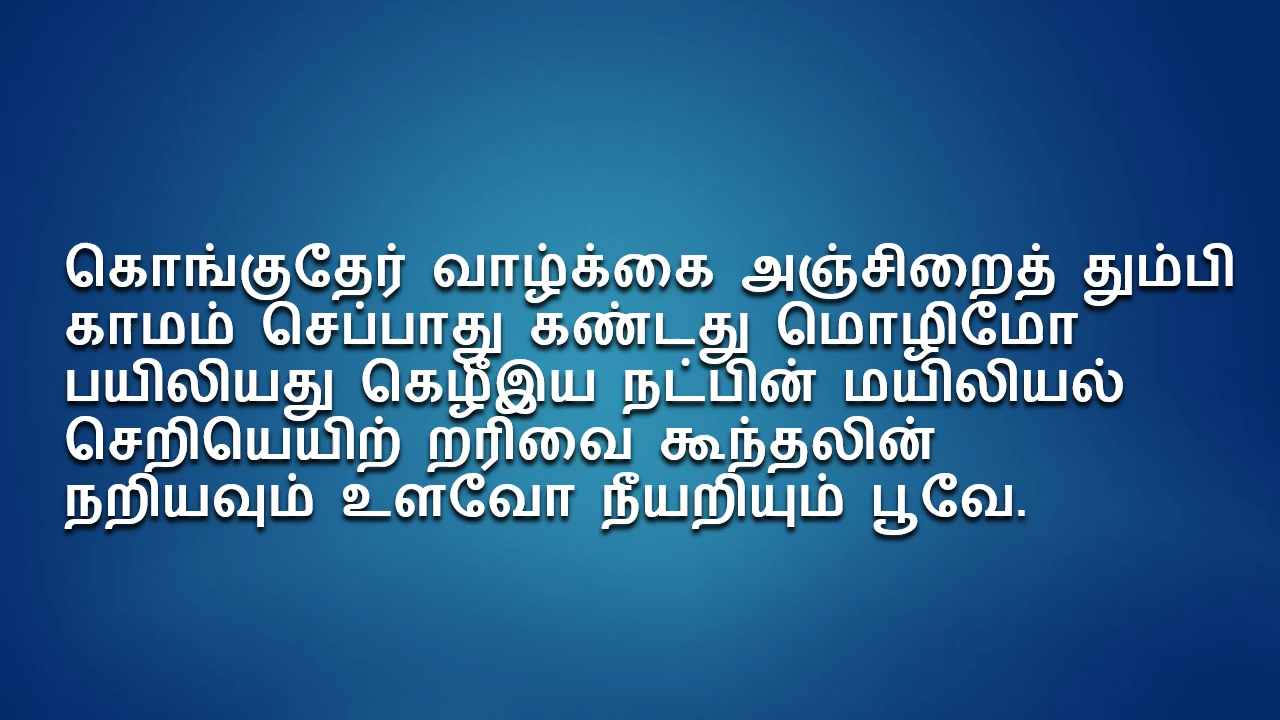 கொங்குதேர் வாழ்க்கை அஞ்சிறைத் தும்பி
காமம் செப்பாது கண்டது மொழிமோ
பயிலியது கெழீஇய நட்பின் மயிலியல்
செறியெயிற் றரிவை கூந்தலின்
நறியவும் உளவோ நீயறியும் பூவே.